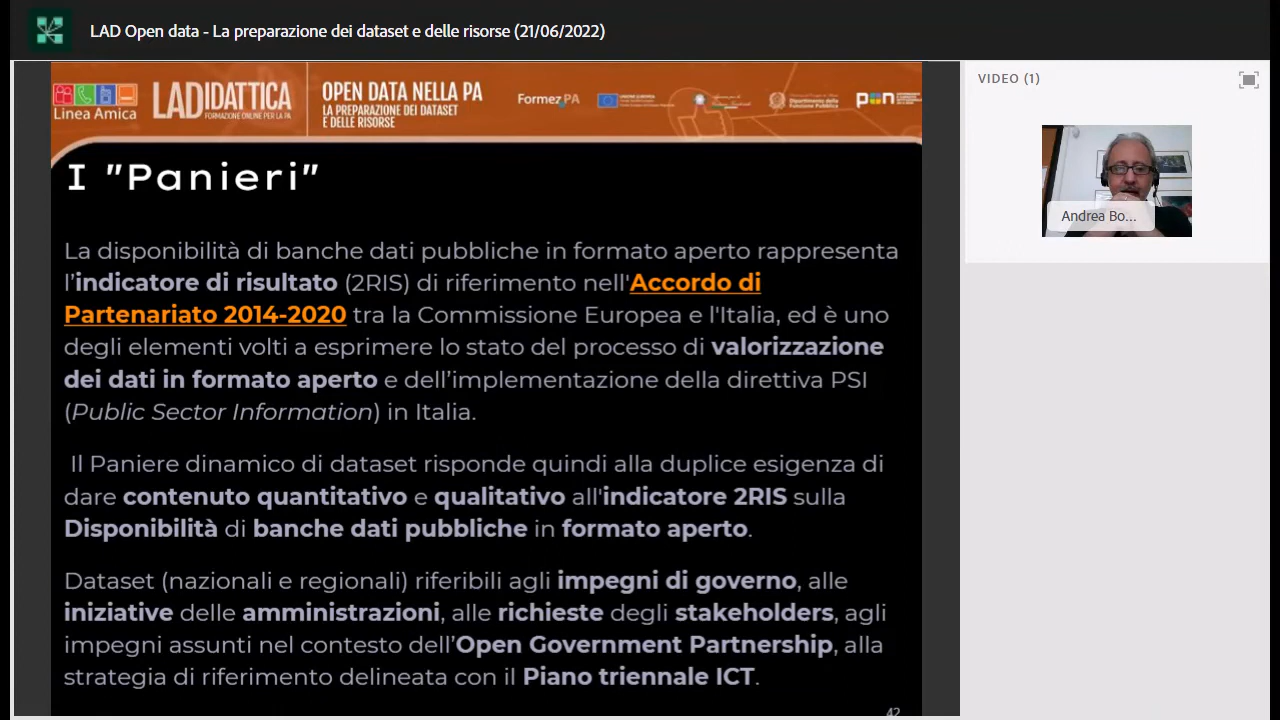 LAD Open data - La preparazione dei dataset e delle risorse (21/06/2022)
VIDEO (1)
Linea Amica
LADIDATTICA
FORMAZIONE ONLINE PER LA PA
OPEN DATA NELLA PA
LA PREPARAZIONE DEI DATASET
E DELLE RISORSE
Formez PA
pon
I "Panieri"
La disponibilità di banche dati pubbliche in formato aperto rappresenta
l'indicatore di risultato (2RIS) di riferimento nell'Accordo di
Partenariato 2014-2020 tra la Commissione Europea e l'Italia, ed è uno
degli elementi volti a esprimere lo stato del processo di valorizzazione
dei dati in formato aperto e dell'implementazione della direttiva PSI
(Public Sector Information) in Italia.
Il Paniere dinamico di dataset risponde quindi alla duplice esigenza di
dare contenuto quantitativo e qualitativo all'indicatore 2RIS sulla
Disponibilità di banche dati pubbliche in formato aperto.
Dataset (nazionali e regionali) riferibili agli impegni di governo, alle
iniziative delle amministrazioni, alle richieste degli stakeholders, agli
impegni assunti nel contesto dell'Open Government Partnership, alla
strategia di riferimento delineata con il Piano triennale ICT.
42
Andrea Bo...